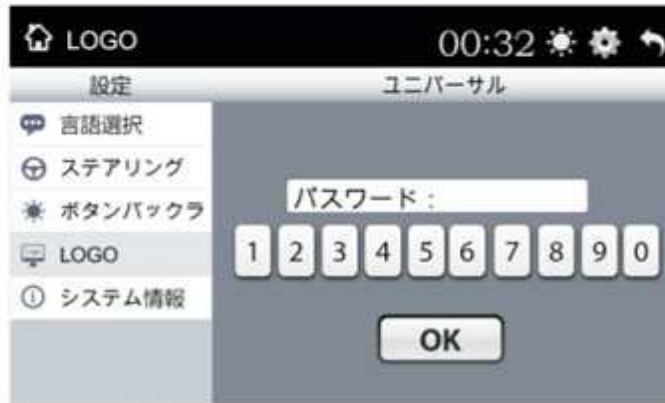 LOGO 00:32
設定 ユニバーサル
言語選択
ステアリング
ボタンバックラ
LOGO
システム情報
パスワード：
1 2 3 4 5 6 7 8 9 0
OK